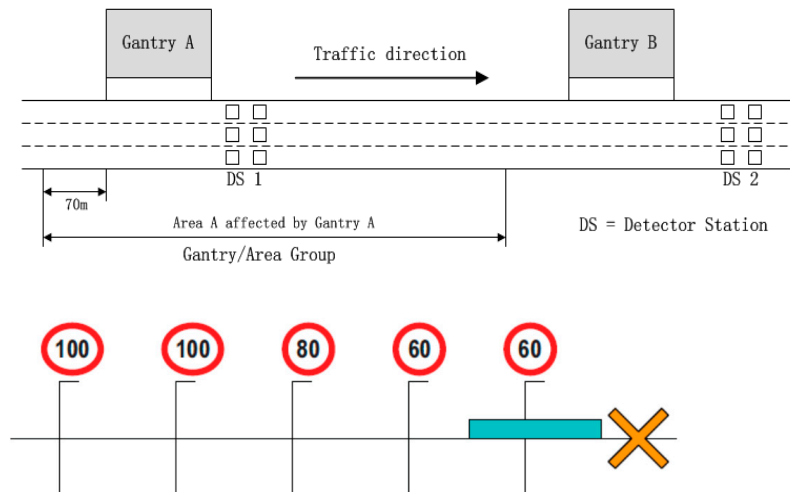 Gantry A
Traffic direction
Gantry B
DS 1
DS 2
70m
Area A affected by Gantry A
DS = Detector Station
Gantry/Area Group
100
100
80
60
60